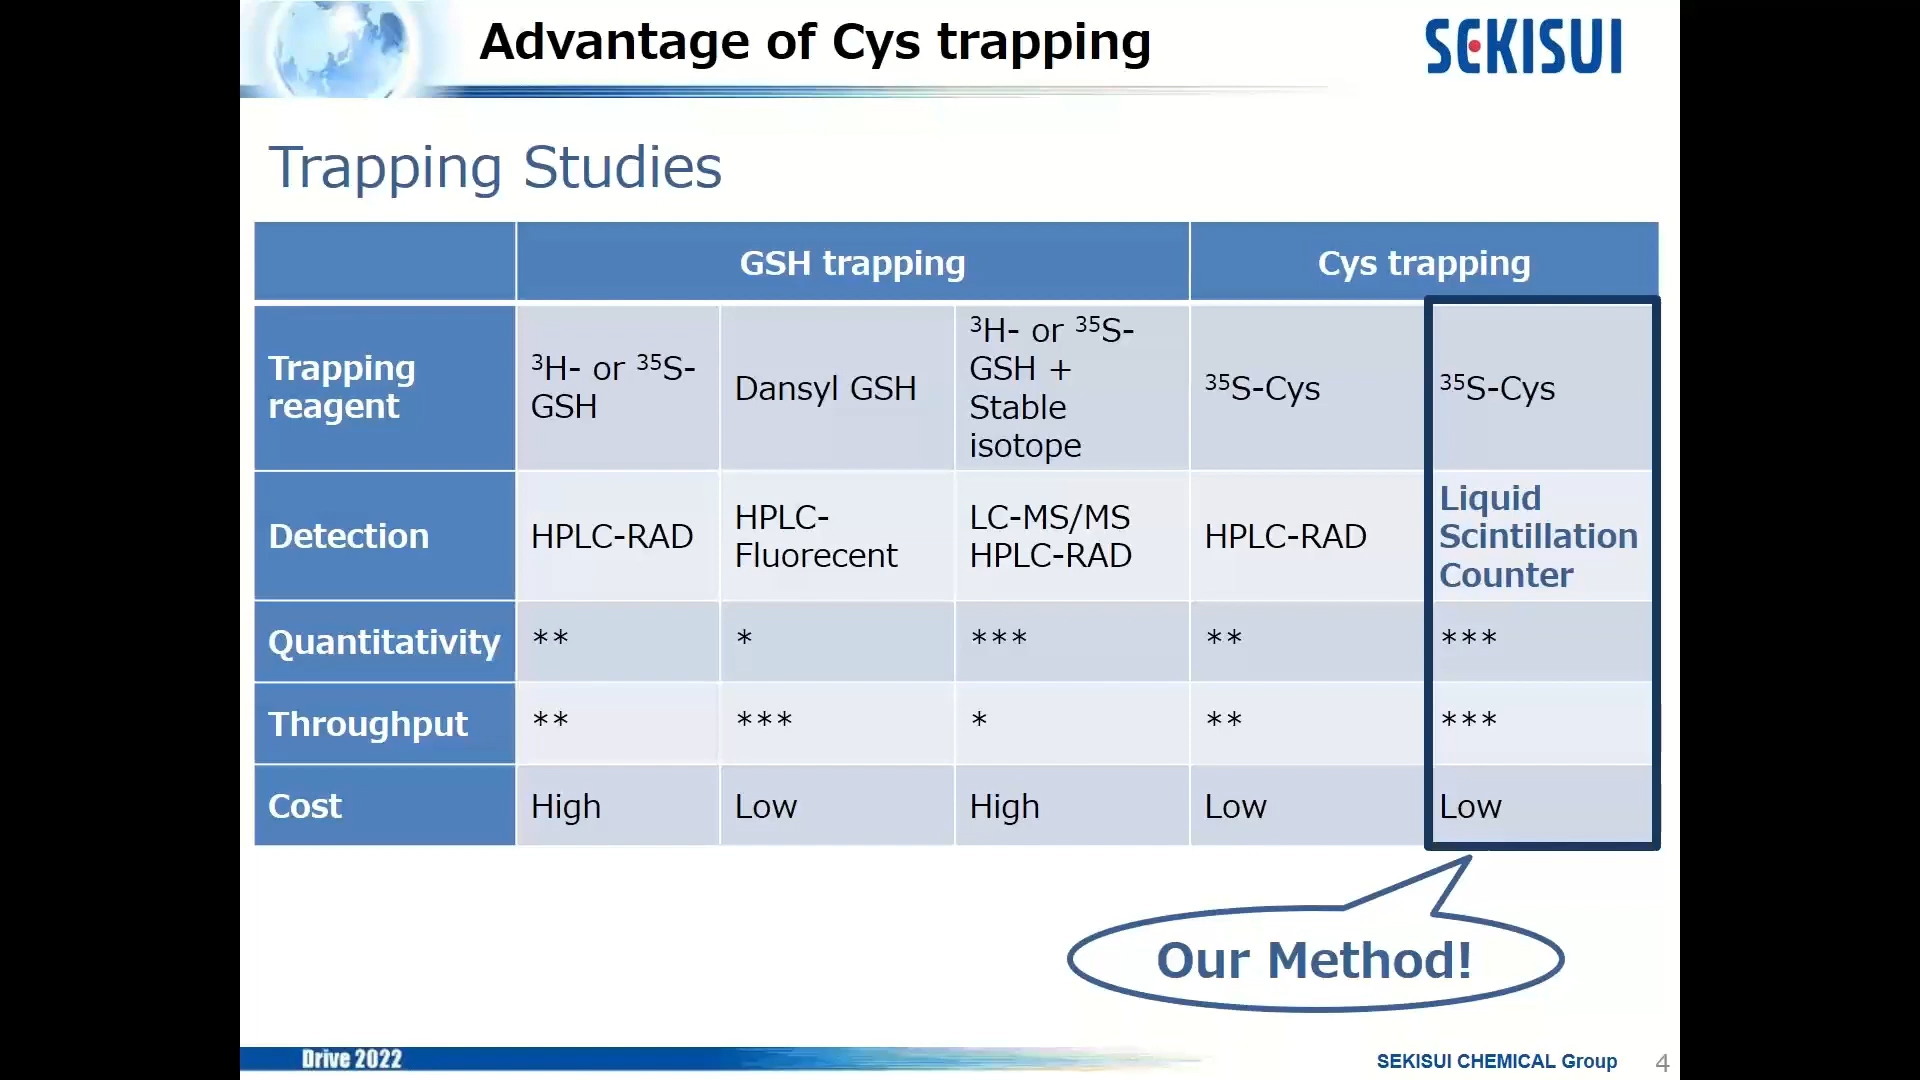 Advantage of Cys trapping
SEKISUI
Trapping Studies
GSH trapping
Cys trapping
Trapping
reagent
³H- or ³⁵S-
GSH
Dansyl GSH
³H- or ³⁵S-
GSH +
Stable
isotope
³⁵S-Cys
³⁵S-Cys
Detection
HPLC-RAD
HPLC-
Fluorecent
LC-MS/MS
HPLC-RAD
HPLC-RAD
Liquid
Scintillation
Counter
Quantitativity
**
*
***
**
***
Throughput
**
***
*
**
***
Cost
High
Low
High
Low
Low
Our Method!
Drive 2022
SEKISUI CHEMICAL Group
4